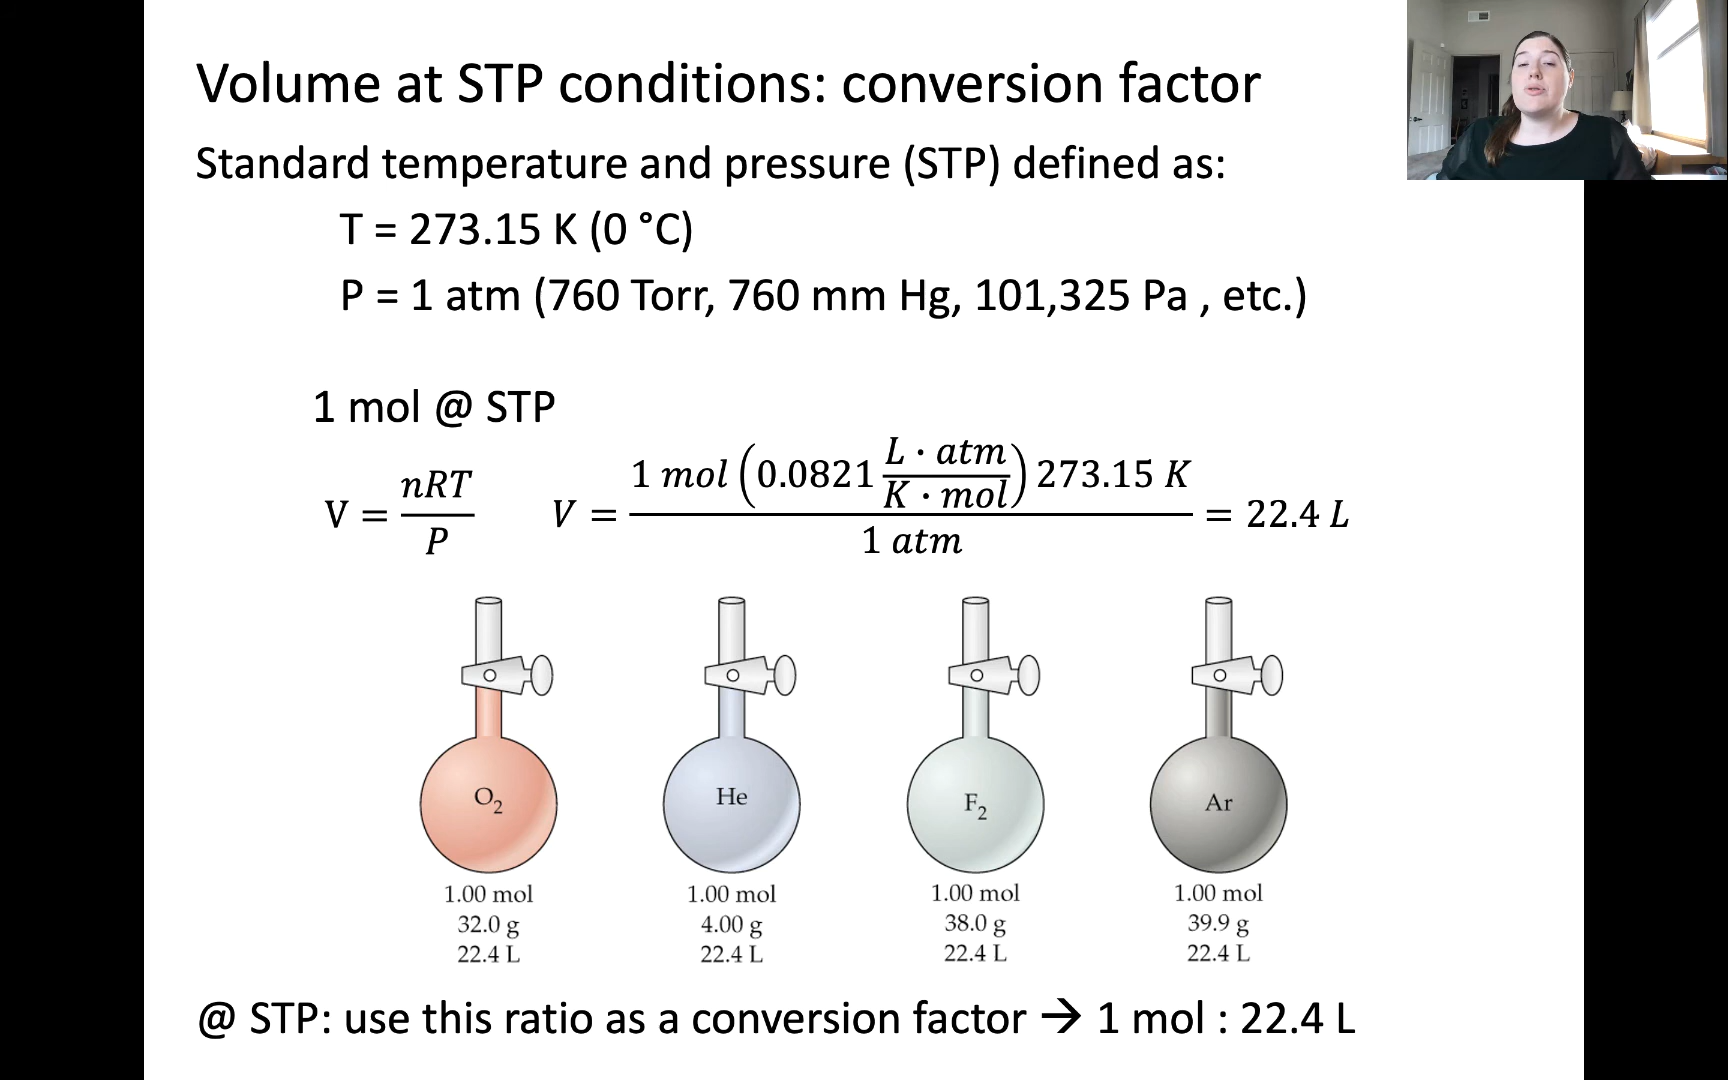 Volume at STP conditions: conversion factor
Standard temperature and pressure (STP) defined as:
T = 273.15 K (0 °C)
P = 1 atm (760 Torr, 760 mm Hg, 101,325 Pa , etc.)
1 mol @ STP
V = nRT / P    V = 1 mol (0.0821 L · atm / K · mol) 273.15 K / 1 atm = 22.4 L
O₂ He F₂ Ar
1.00 mol 1.00 mol 1.00 mol 1.00 mol
32.0 g 4.00 g 38.0 g 39.9 g
22.4 L 22.4 L 22.4 L 22.4 L
@ STP: use this ratio as a conversion factor → 1 mol : 22.4 L